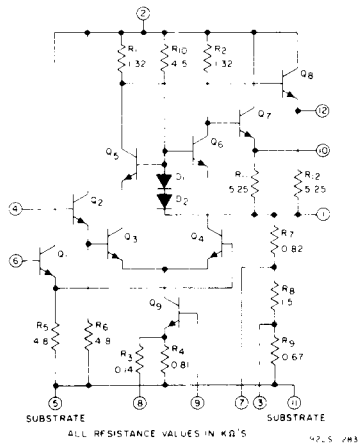 2
R1 1.32
R10 4.5
R2 1.32
Q8
12
Q7
10
Q5
Q6
D1
D2
R 5.25
R12 5.25
1
Q2
4
Q3
Q4
R7 0.82
6
Q1
R8 1.5
Q9
R5 4.8
R6 4.8
R3 0.14
R4 0.81
R9 0.67
5
8
9
7
3
11
SUBSTRATE
SUBSTRATE
ALL RESISTANCE VALUES IN KΩ'S